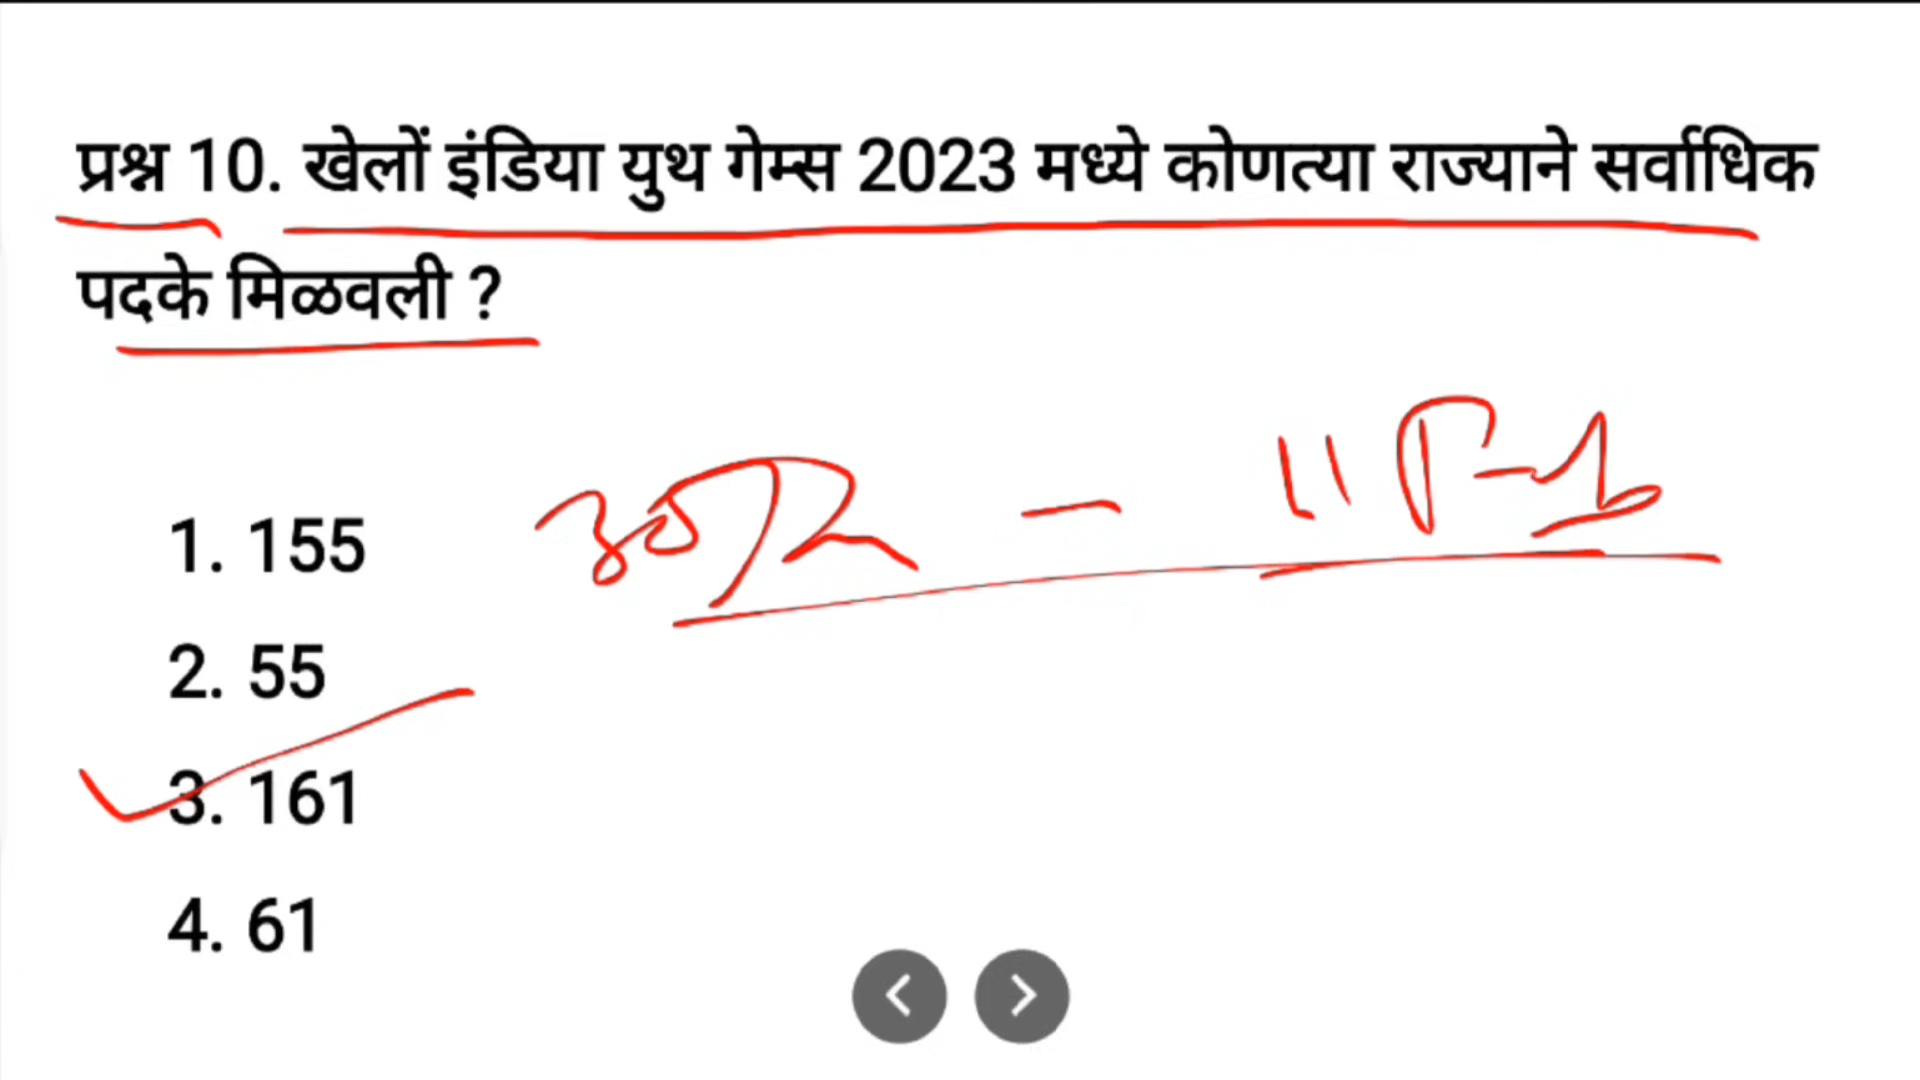 प्रश्न 10. खेलों इंडिया युथ गेम्स 2023 मध्ये कोणत्या राज्याने सर्वाधिक
पदके मिळवली ?
1. 155
2. 55
3. 161
4. 61